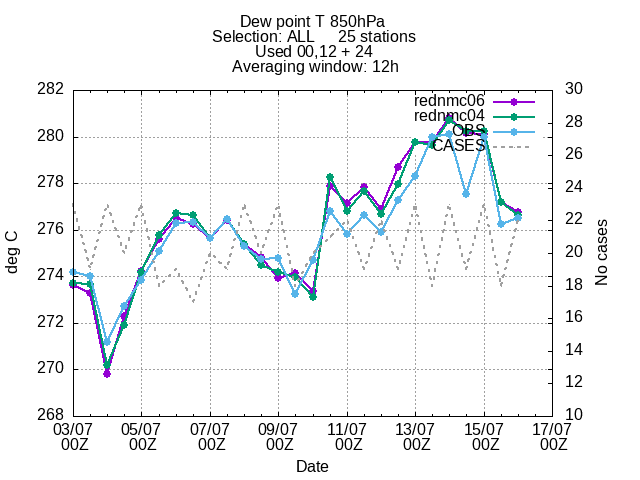 Dew point T 850hPa
Selection: ALL 25 stations
Used 00,12 + 24
Averaging window: 12h
282 30
rednmc06
rednmc04
280 OBS 28
CASES 26
278 24
276 22
20
274 18
272 16
14
270 12
268 10
deg C
No cases
03/07 05/07 07/07 09/07 11/07 13/07 15/07 17/07
00Z 00Z 00Z 00Z 00Z 00Z 00Z 00Z
Date